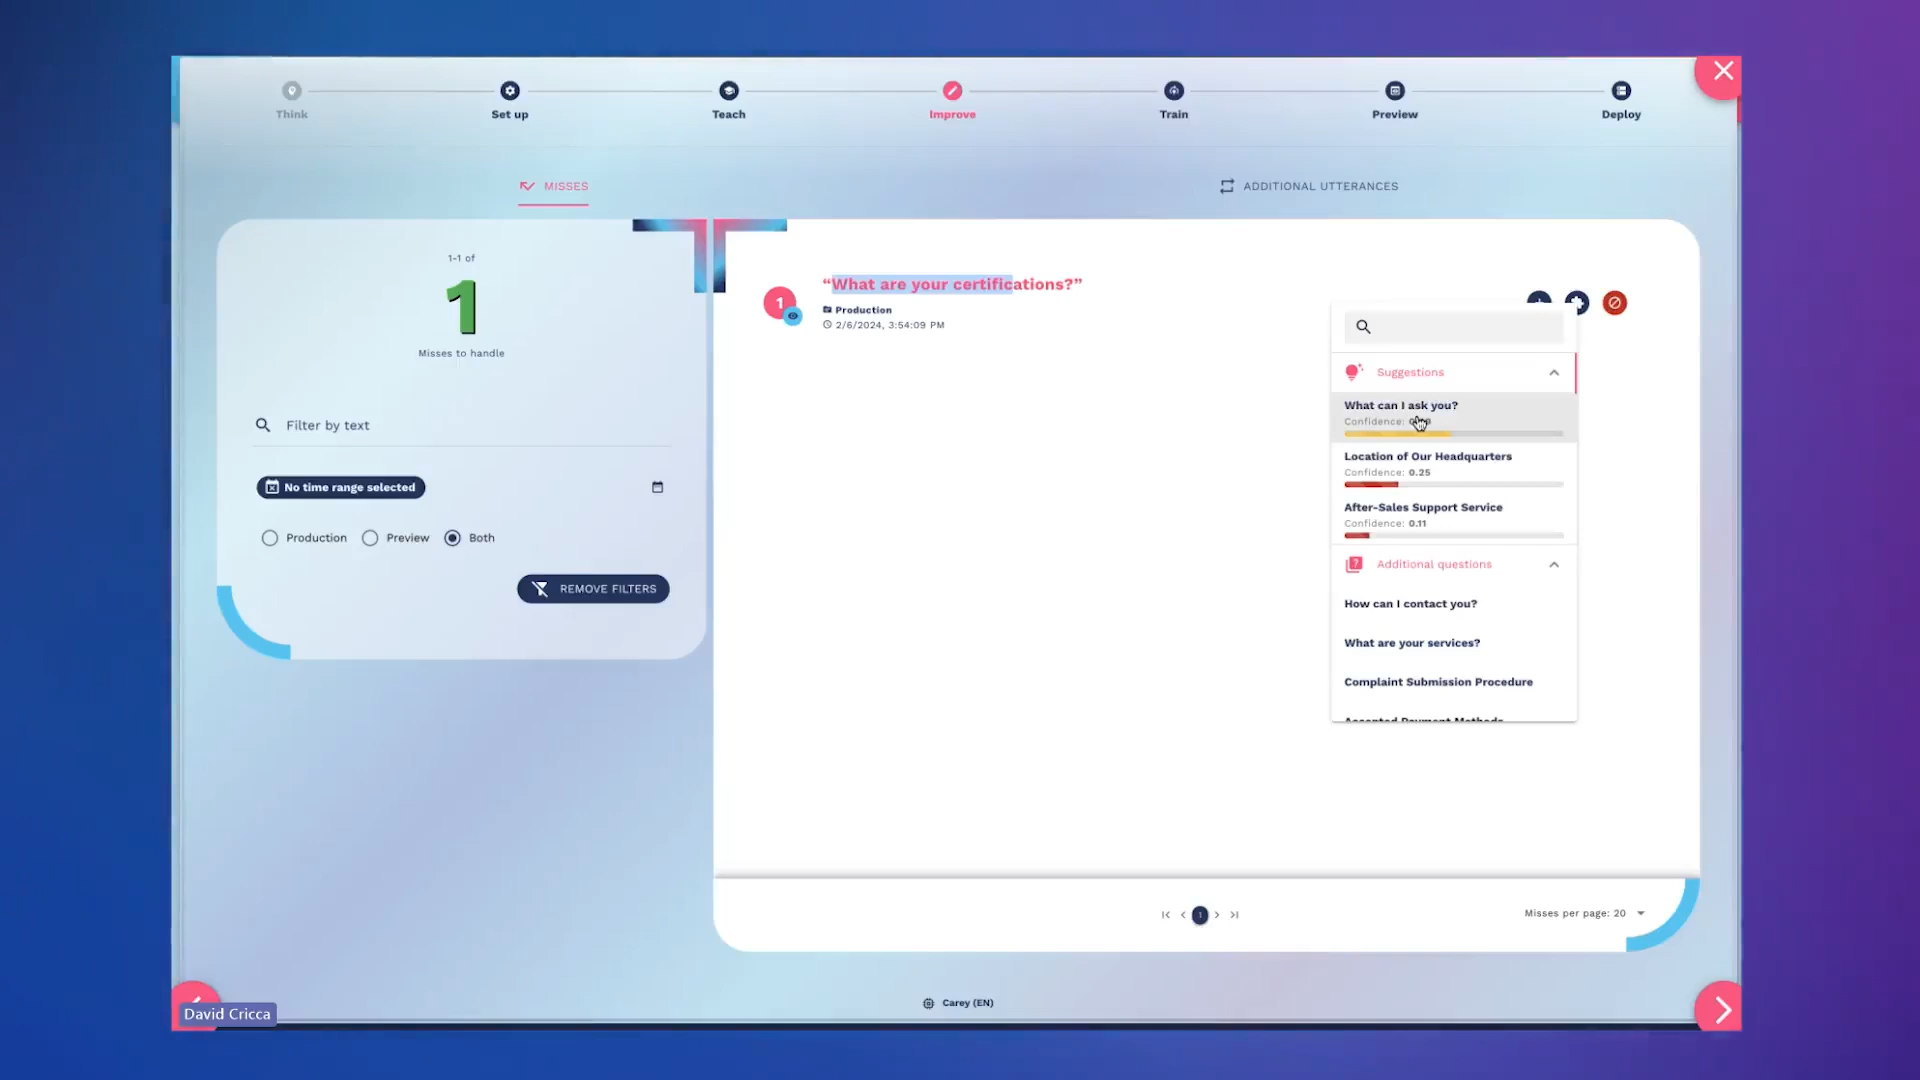 Think
Set up
Teach
Improve
Train
Preview
Deploy
MISSES
ADDITIONAL UTTERANCES
1-1 of
1
Misses to handle
Filter by text
No time range selected
Production
Preview
Both
REMOVE FILTERS
1
“What are your certifications?”
Production
2/6/2024, 3:54:09 PM
Suggestions
What can I ask you?
Confidence:
Location of Our Headquarters
Confidence: 0.25
After-Sales Support Service
Confidence: 0.11
Additional questions
How can I contact you?
What are your services?
Complaint Submission Procedure
Accepted Payment Methods
1
Misses per page: 20
Carey (EN)
David Cricca